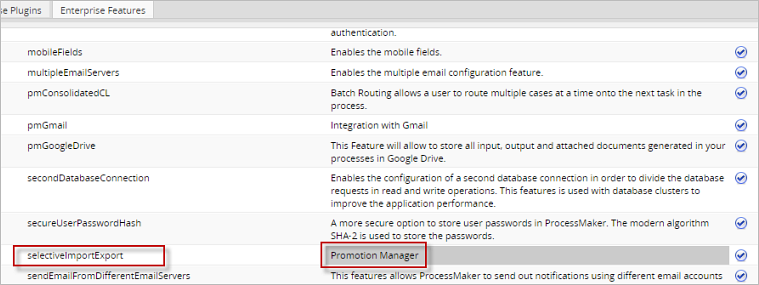 se Plugins Enterprise Features
authentication.
mobileFields Enables the mobile fields.
multipleEmailServers Enables the multiple email configuration feature.
pmConsolidatedCL Batch Routing allows a user to route multiple cases at a time onto the next task in the
process.
pmGmail Integration with Gmail
pmGoogleDrive This Feature will allow to store all input, output and attached documents generated in your
processes in Google Drive.
secondDatabaseConnection Enables the configuration of a second database connection in order to divide the database
requests in read and write operations. This features is used with database clusters to
improve the application performance.
secureUserPasswordHash A more secure option to store user passwords in ProcessMaker. The modern algorithm
SHA-2 is used to store the passwords.
selectiveImportExport Promotion Manager
sendEmailFromDifferentEmailServers This features allows ProcessMaker to send out notifications using different email accounts